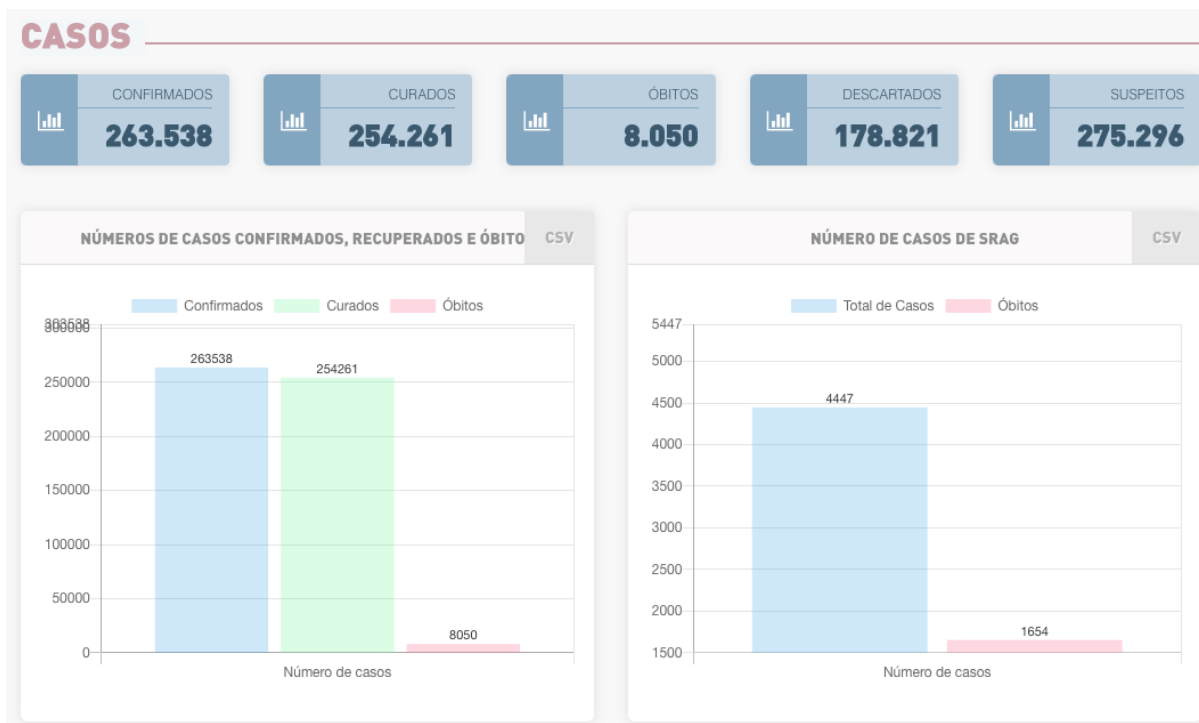 CASOS
CONFIRMADOS
263.538
CURADOS
254.261
ÓBITOS
8.050
DESCARTADOS
178.821
SUSPEITOS
275.296
NÚMEROS DE CASOS CONFIRMADOS, RECUPERADOS E ÓBITO CSV
Confirmados Curados Óbitos
303538
300000
250000
200000
150000
100000
50000
0
263538
254261
8050
Número de casos
NÚMERO DE CASOS DE SRAG CSV
Total de Casos Óbitos
5447
5000
4500
4000
3500
3000
2500
2000
1500
4447
1654
Número de casos